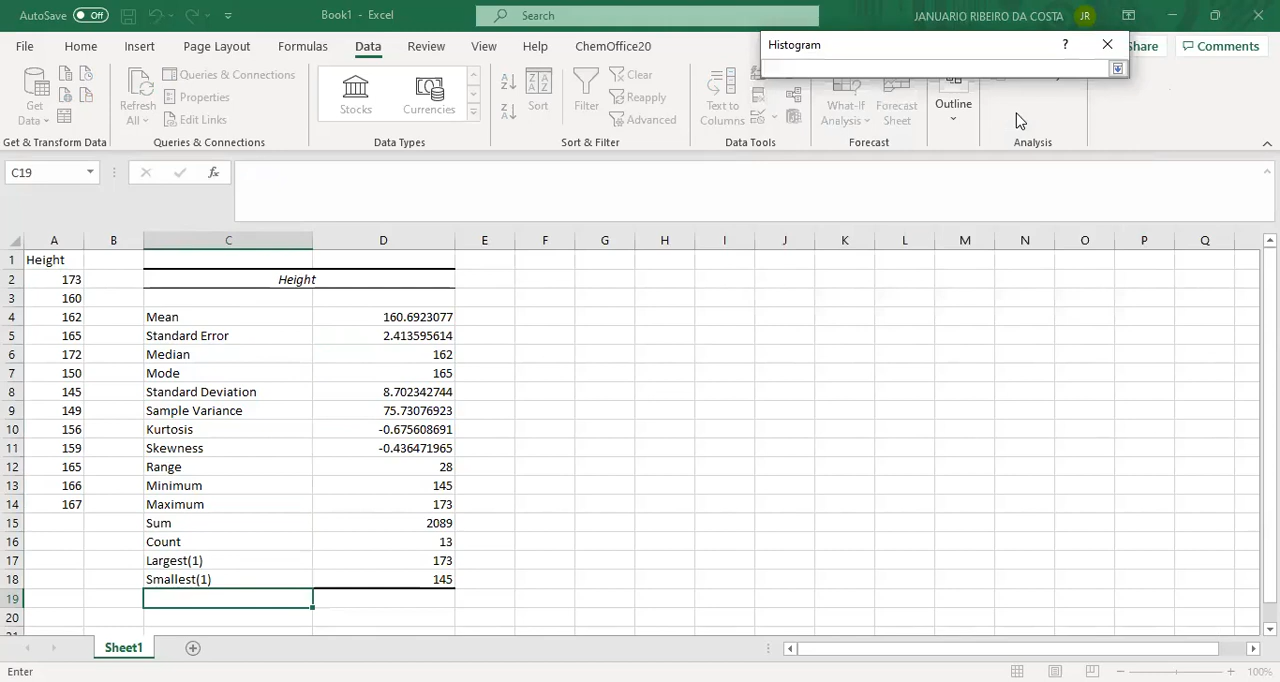 AutoSave Off Book1 - Excel Search JANUARIO RIBEIRO DA COSTA JR
File Home Insert Page Layout Formulas Data Review View Help ChemOffice20 Share Comments
Histogram ?
Get Data
Refresh All
Queries & Connections
Properties
Edit Links
Stocks
Currencies
Sort
Filter
Clear
Reapply
Advanced
Text to Columns
What-If Analysis
Forecast Sheet
Outline
Get & Transform Data Queries & Connections Data Types Sort & Filter Data Tools Forecast Analysis
C19 fx
A B C D E F G H I J K L M N O P Q
1 Height
2 173 Height
3 160
4 162 Mean 160.6923077
5 165 Standard Error 2.413595614
6 172 Median 162
7 150 Mode 165
8 145 Standard Deviation 8.702342744
9 149 Sample Variance 75.73076923
10 156 Kurtosis -0.675608691
11 159 Skewness -0.436471965
12 165 Range 28
13 166 Minimum 145
14 167 Maximum 173
15 Sum 2089
16 Count 13
17 Largest(1) 173
18 Smallest(1) 145
19
20
Sheet1
Enter 100%